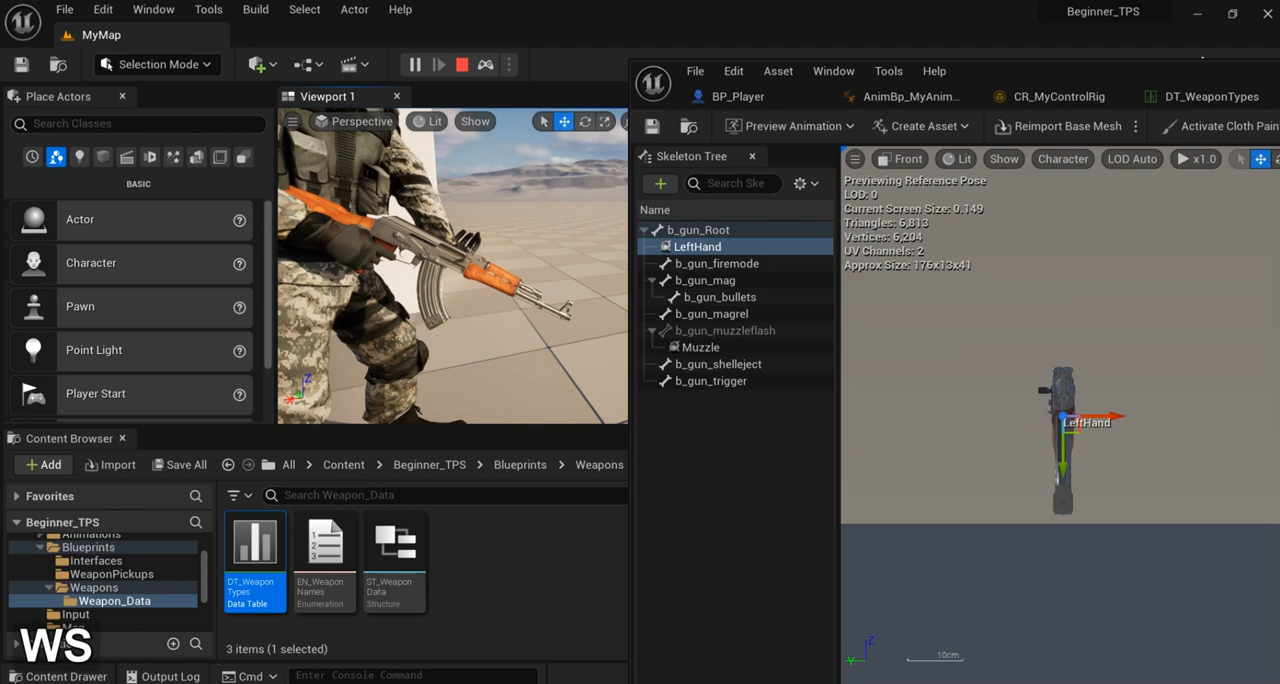 File Edit Window Tools Build Select Actor Help
Beginner_TPS
MyMap
Selection Mode
Place Actors
Viewport 1
Search Classes
Perspective Lit Show
BASIC
Actor
Character
Pawn
Point Light
Player Start
File Edit Asset Window Tools Help
BP_Player AnimBp_MyAnim... CR_MyControlRig DT_WeaponTypes
Preview Animation Create Asset Reimport Base Mesh Activate Cloth Pain
Skeleton Tree
Search Ske
Name
b_gun_Root
LeftHand
b_gun_firemode
b_gun_mag
b_gun_bullets
b_gun_magrel
b_gun_muzzleflash
Muzzle
b_gun_shelleject
b_gun_trigger
Front Lit Show Character LOD Auto x1.0
Previewing Reference Pose
LOD: 0
Current Screen Size: 0.149
Triangles: 6,813
Vertices: 6,204
UV Channels: 2
Approx Size: 176x13x41
LeftHand
10cm
Z
Y
Content Browser
Add Import Save All All Content Beginner_TPS Blueprints Weapons
Favorites
Search Weapon_Data
Beginner_TPS
Animations
Blueprints
Interfaces
WeaponPickups
Weapons
Weapon_Data
Input
DT_Weapon
Types
Data Table
EN_Weapon
Names
Enumeration
ST_Weapon
Data
Structure
3 items (1 selected)
WS
Content Drawer Output Log Cmd Enter Console Command